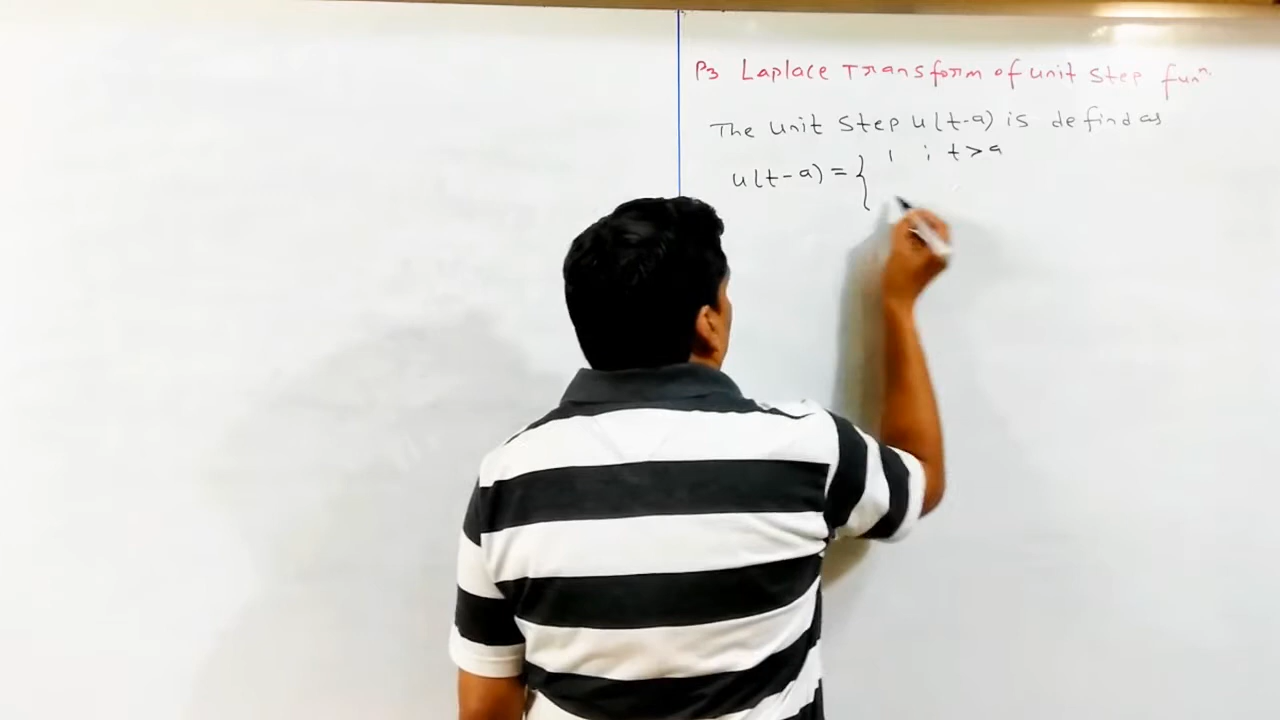 P3 Laplace Transform of unit step funⁿ.
The unit step u(t-a) is defind as
1 ; t>a
u(t-a) = {